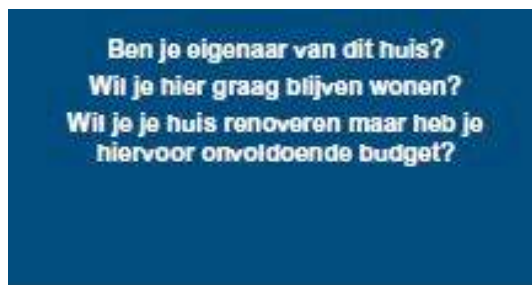 Ben je eigenaar van dit huis?
Wil je hier graag blijven wonen?
Wil je je huis renoveren maar heb je
hiervoor onvoldoende budget?